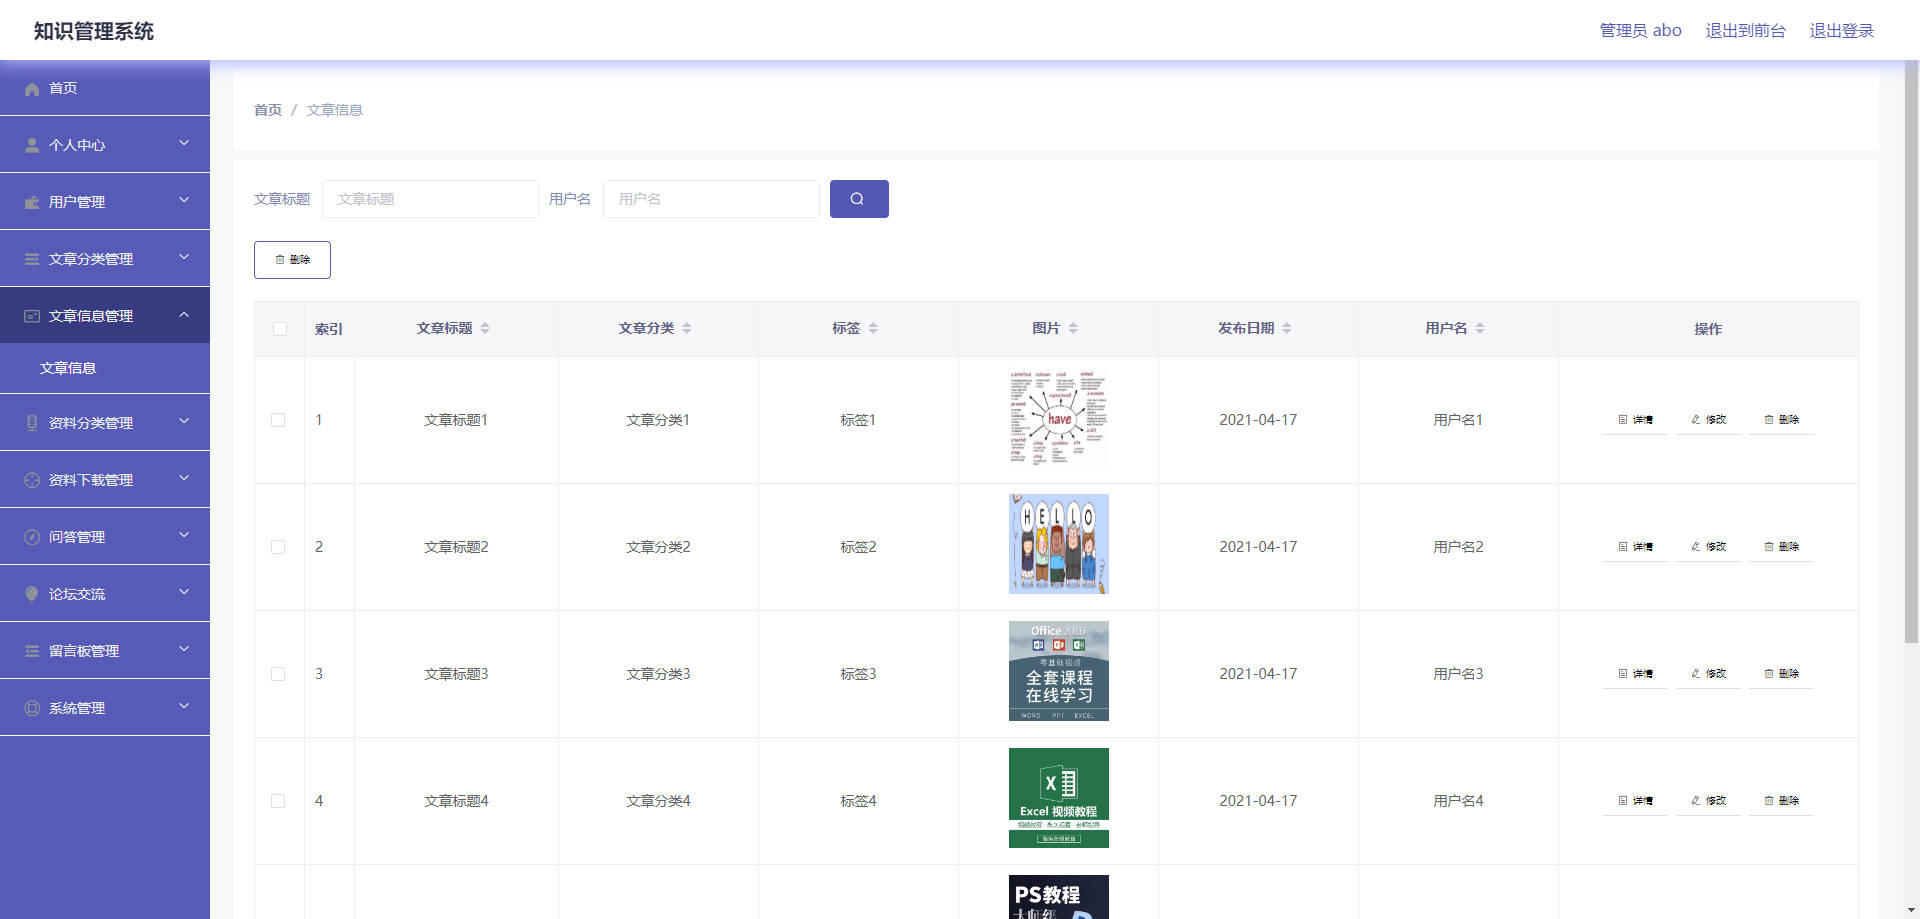 知识管理系统
管理员 abo 退出到前台 退出登录
首页
个人中心
用户管理
文章分类管理
文章信息管理
文章信息
资料分类管理
资料下载管理
问答管理
论坛交流
留言板管理
系统管理
首页 / 文章信息
文章标题 文章标题 用户名 用户名
删除
索引 文章标题 文章分类 标签 图片 发布日期 用户名 操作
1 文章标题1 文章分类1 标签1 2021-04-17 用户名1 详情 修改 删除
have
2 文章标题2 文章分类2 标签2 2021-04-17 用户名2 详情 修改 删除
HELLO
3 文章标题3 文章分类3 标签3 2021-04-17 用户名3 详情 修改 删除
Office 2016
零基础视频
全套课程
在线学习
WORD PPT EXCEL
4 文章标题4 文章分类4 标签4 2021-04-17 用户名4 详情 修改 删除
Excel 视频教程
PS教程